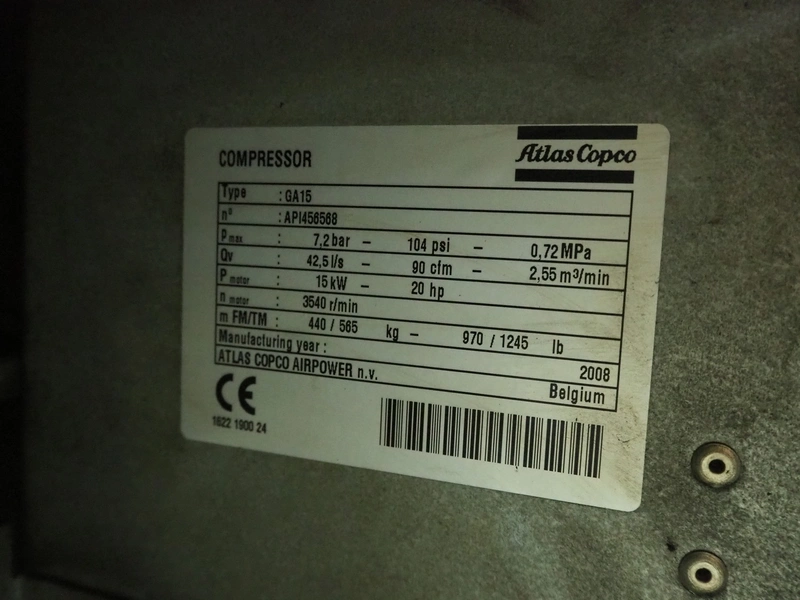 COMPRESSOR
Atlas Copco
Type : GA15
n° : API456568
P max : 7,2 bar – 104 psi – 0,72 MPa
Qv : 42,5 l/s – 90 cfm – 2,55 m³/min
P motor : 15 kW – 20 hp
n motor : 3540 r/min
m FM/TM : 440 / 565 kg – 970 / 1245 lb
Manufacturing year : 2008
ATLAS COPCO AIRPOWER n.v. Belgium
CE
1622 1900 24